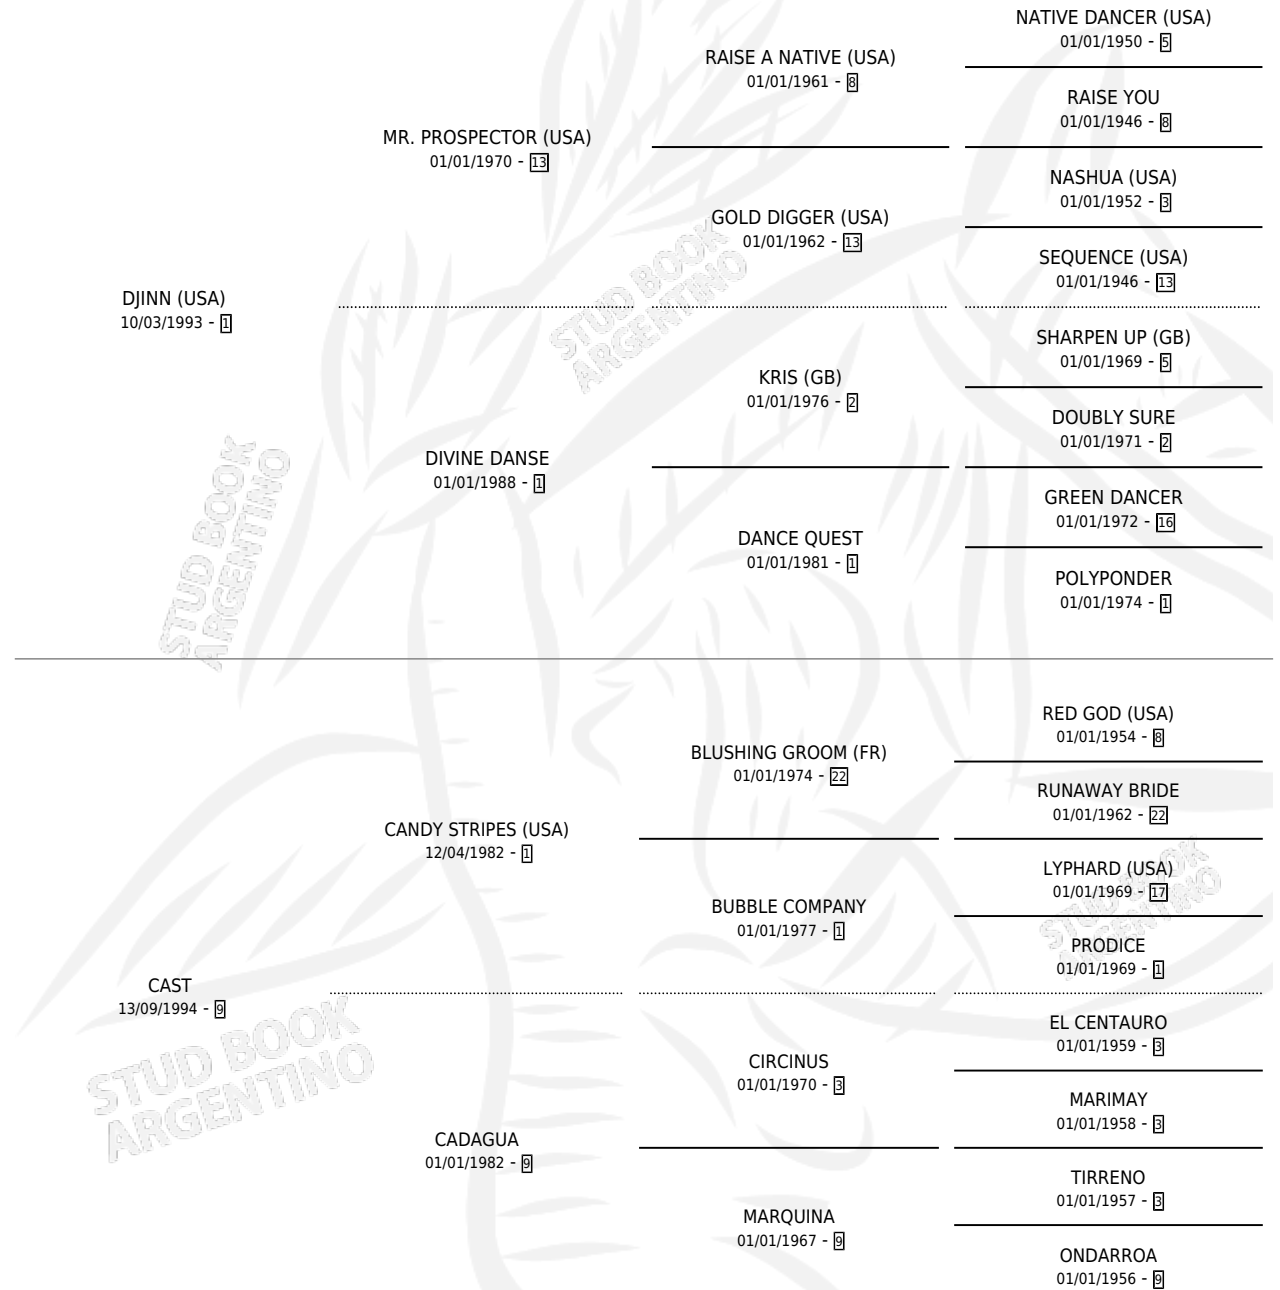 NATIVE DANCER (USA)
01/01/1950 - 5
RAISE A NATIVE (USA)
01/01/1961 - 8
RAISE YOU
01/01/1946 - 8
MR. PROSPECTOR (USA)
01/01/1970 - 13
NASHUA (USA)
01/01/1952 - 3
GOLD DIGGER (USA)
01/01/1962 - 13
SEQUENCE (USA)
01/01/1946 - 13
DJINN (USA)
10/03/1993 - 1
SHARPEN UP (GB)
01/01/1969 - 5
KRIS (GB)
01/01/1976 - 2
DOUBLY SURE
01/01/1971 - 2
DIVINE DANSE
01/01/1988 - 1
GREEN DANCER
01/01/1972 - 16
DANCE QUEST
01/01/1981 - 1
POLYPONDER
01/01/1974 - 1
RED GOD (USA)
01/01/1954 - 8
BLUSHING GROOM (FR)
01/01/1974 - 22
RUNAWAY BRIDE
01/01/1962 - 22
CANDY STRIPES (USA)
12/04/1982 - 1
LYPHARD (USA)
01/01/1969 - 17
BUBBLE COMPANY
01/01/1977 - 1
PRODICE
01/01/1969 - 1
CAST
13/09/1994 - 9
EL CENTAURO
01/01/1959 - 3
CIRCINUS
01/01/1970 - 3
MARIMAY
01/01/1958 - 3
CADAGUA
01/01/1982 - 9
TIRRENO
01/01/1957 - 3
MARQUINA
01/01/1967 - 9
ONDARROA
01/01/1956 - 9
STUD BOOK
ARGENTINO
STUD BOOK
ARGENTINO
STUD BOOK
ARGENTINO
STUD BOOK
ARGENTINO